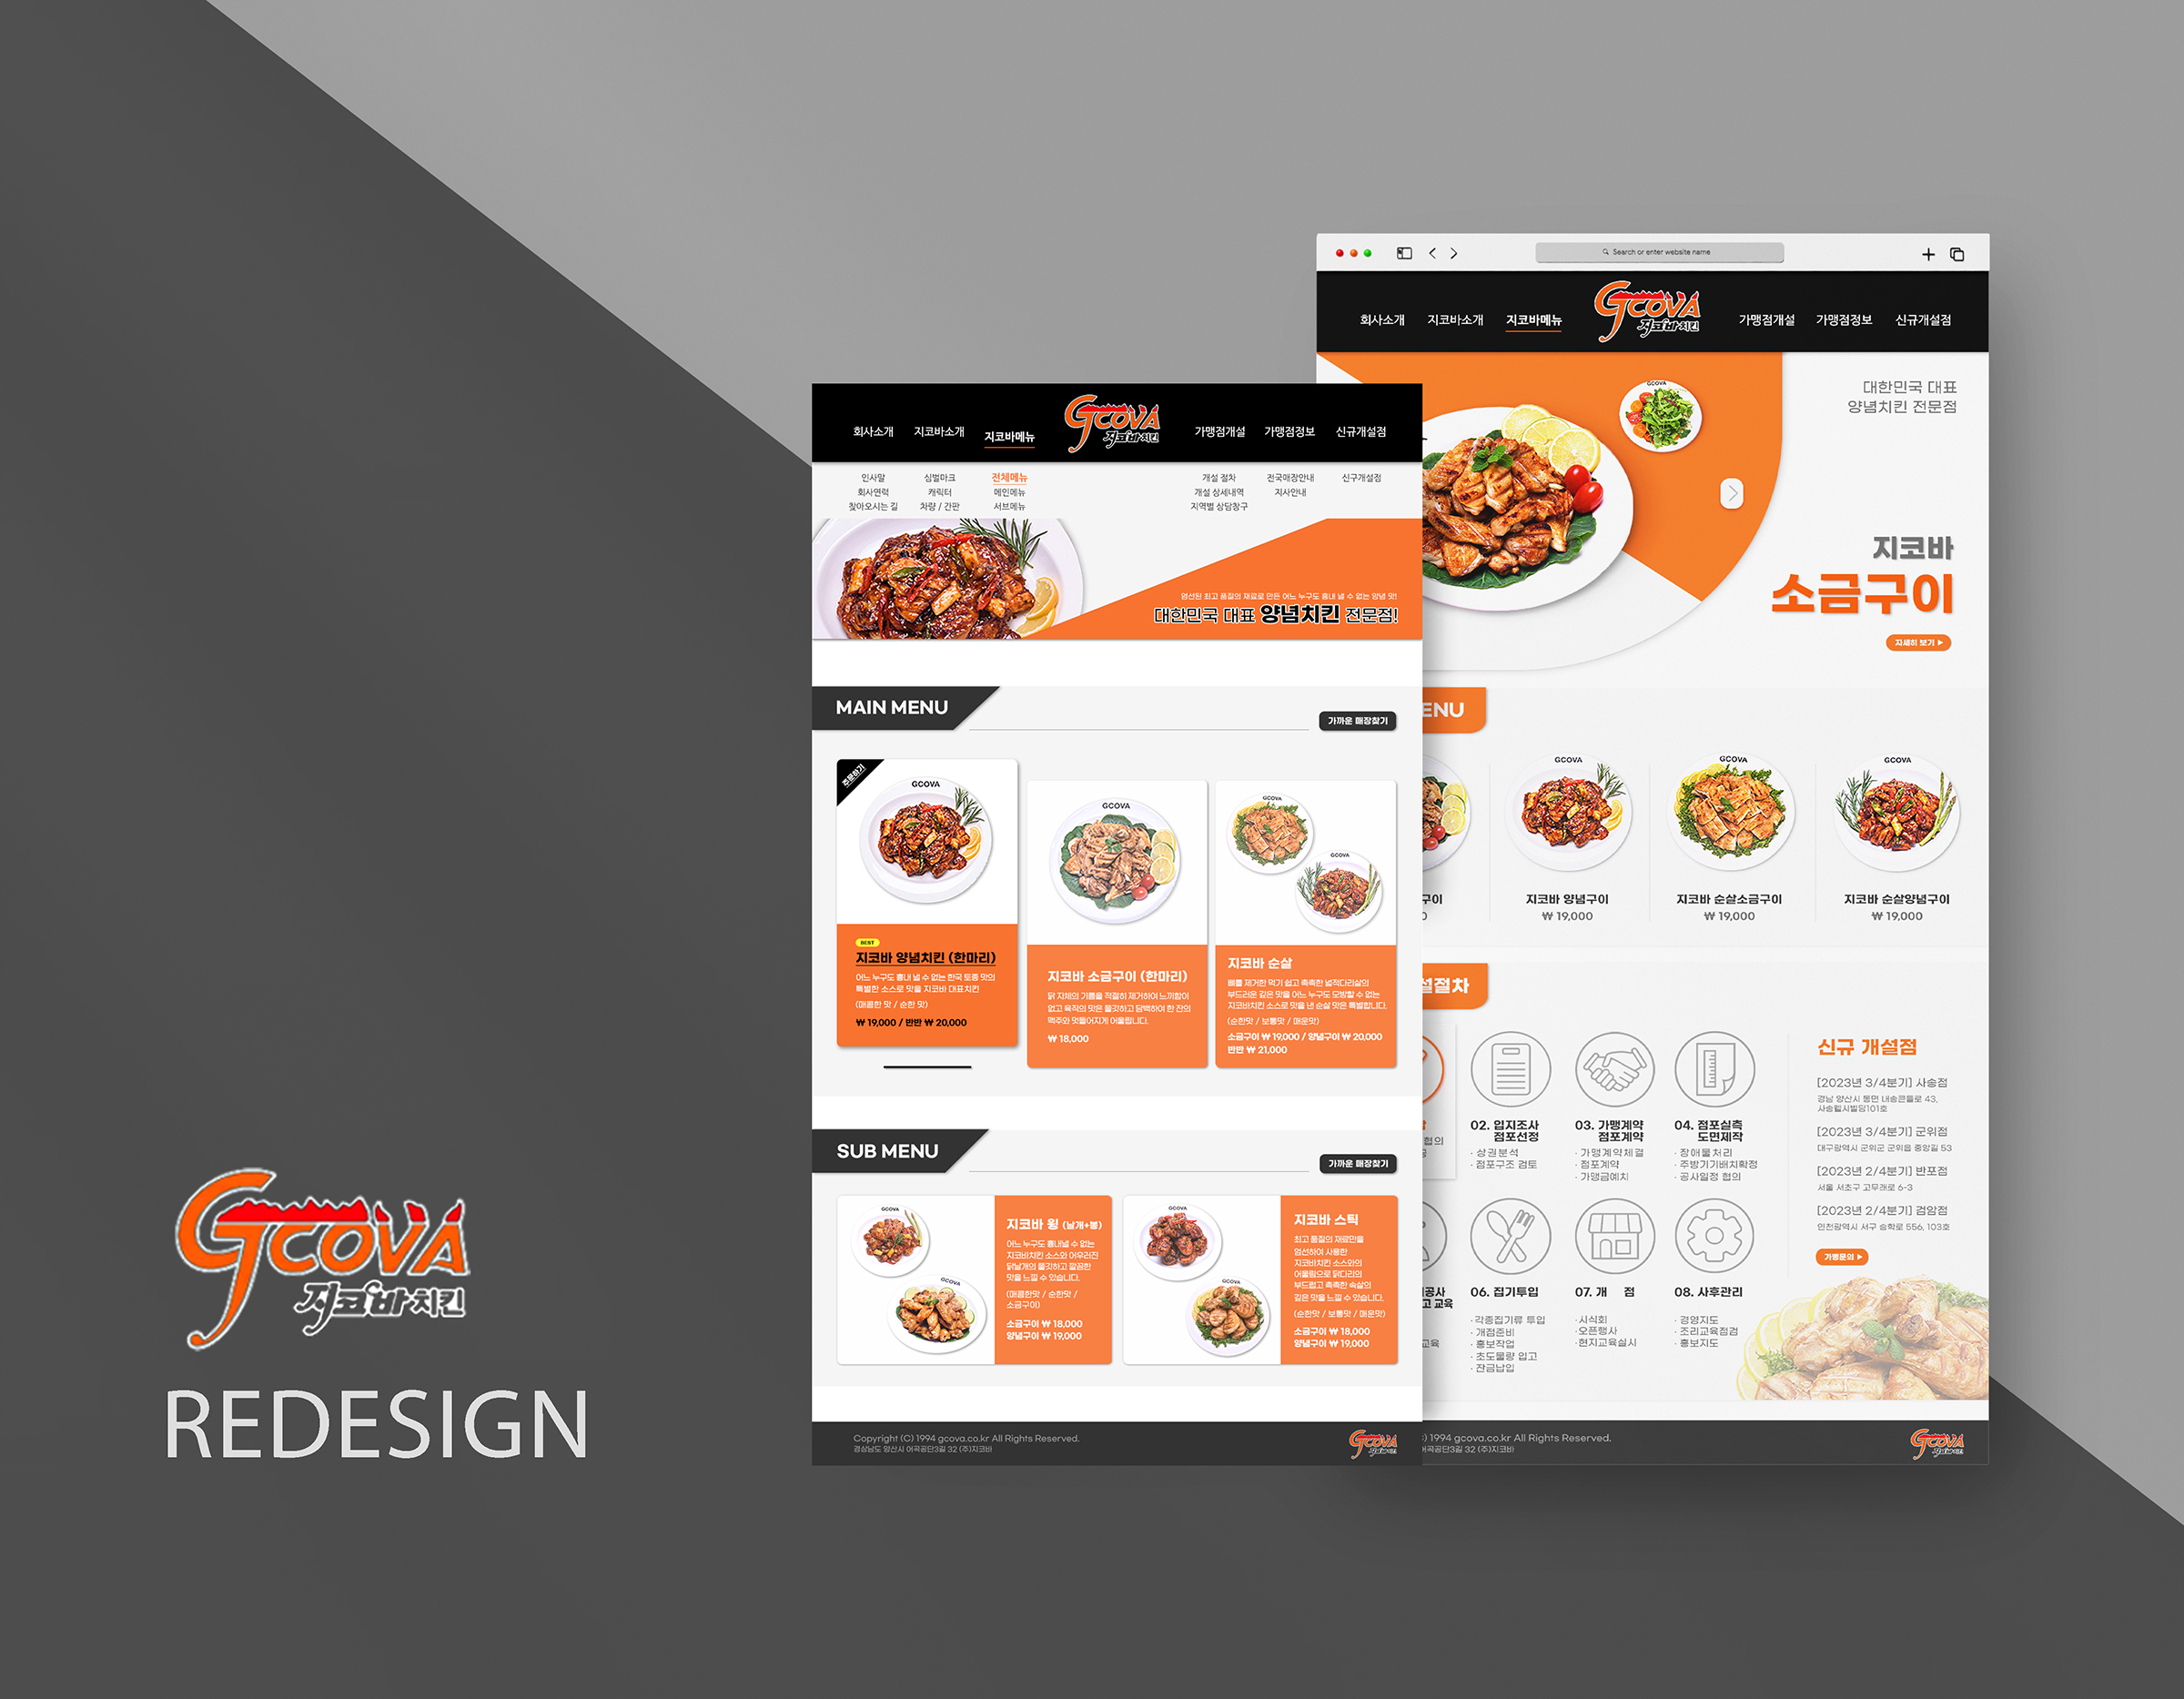 GCOVA
지코바치킨
REDESIGN
회사소개
지코바소개
지코바메뉴
GCOVA
지코바치킨
가맹점개설
가맹점정보
신규개설점
인사말
회사연력
찾아오시는 길
심벌마크
캐릭터
차량 / 간판
전체메뉴
메인메뉴
서브메뉴
개설 절차
개설 상세내역
지역별 상담창구
전국매장안내
지사안내
신구개설점
엄선된 최고 품질의 재료로 만든 어느 누구도 흉내 낼 수 없는 양념 맛!
대한민국 대표 양념치킨 전문점!
MAIN MENU
가까운 매장찾기
주문하기
GCOVA
BEST
지코바 양념치킨 (한마리)
어느 누구도 흉내 낼 수 없는 한국 토종 맛의
특별한 소스로 맛을 지코바 대표치킨
(매콤한 맛 / 순한 맛)
₩ 19,000 / 반반 ₩ 20,000
GCOVA
지코바 소금구이 (한마리)
닭 자체의 기름을 적절히 제거하여 느끼함이
없고 육직의 맛은 쫄깃하고 담백하여 한 잔의
맥주와 멋들어지게 어울립니다.
₩ 18,000
GCOVA
GCOVA
지코바 순살
뼈를 제거한 먹기 쉽고 촉촉한 넓적다리살의
부드러운 깊은 맛을 어느 누구도 모방할 수 없는
지코바치킨 소스로 맛을 낸 순살 맛은 특별합니다.
(순한맛 / 보통맛 / 매운맛)
소금구이 ₩ 19,000 / 양념구이 ₩ 20,000
반반 ₩ 21,000
SUB MENU
가까운 매장찾기
GCOVA
GCOVA
지코바 윙 (날개+봉)
어느 누구도 흉내낼 수 없는
지코바치킨 소스와 어우러진
닭날개의 쫄깃하고 깔끔한
맛을 느낄 수 있습니다.
(매콤한맛 / 순한맛 /
소금구이)
소금구이 ₩ 18,000
양념구이 ₩ 19,000
GCOVA
GCOVA
지코바 스틱
최고 품질의 재료만을
엄선하여 사용한
지코바치킨 소스와의
어울림으로 닭다리의
부드럽고 촉촉한 속살의
깊은 맛을 느낄 수 있습니다.
(순한맛 / 보통맛 / 매운맛)
소금구이 ₩ 18,000
양념구이 ₩ 19,000
Copyright (C) 1994 gcova.co.kr All Rights Reserved.
경상남도 양산시 어곡공단3길 32 (주)지코바
GCOVA
지코바치킨
Search or enter website name
회사소개
지코바소개
지코바메뉴
GCOVA
지코바치킨
가맹점개설
가맹점정보
신규개설점
GCOVA
대한민국 대표
양념치킨 전문점
지코바
소금구이
자세히 보기 ▶
ENU
구이
0
GCOVA
지코바 양념구이
₩ 19,000
GCOVA
지코바 순살소금구이
₩ 19,000
GCOVA
지코바 순살양념구이
₩ 19,000
설절차
협의
02. 입지조사
점포선정
· 상권분석
· 점포구조 검토
03. 가맹계약
점포계약
· 가맹계약체결
· 점포계약
· 가맹금예치
04. 점포실측
도면제작
· 장애물처리
· 주방기기배치확정
· 공사일정 협의
공사
고 교육
교육
06. 집기투입
· 각종집기류 투입
· 개점준비
· 홍보작업
· 초도물량 입고
· 잔금납입
07. 개 점
· 시식회
· 오픈행사
· 현지교육실시
08. 사후관리
· 경영지도
· 조리교육점검
· 홍보지도
신규 개설점
[2023년 3/4분기] 사송점
경남 양산시 동면 내송큰들로 43,
사송웰시빌딩101호
[2023년 3/4분기] 군위점
대구광역시 군위군 군위읍 중앙길 53
[2023년 2/4분기] 반포점
서울 서초구 고무래로 6-3
[2023년 2/4분기] 검암점
인천광역시 서구 승학로 556, 103호
가맹문의 ▶
) 1994 gcova.co.kr All Rights Reserved.
어곡공단3길 32 (주)지코바
GCOVA
지코바치킨